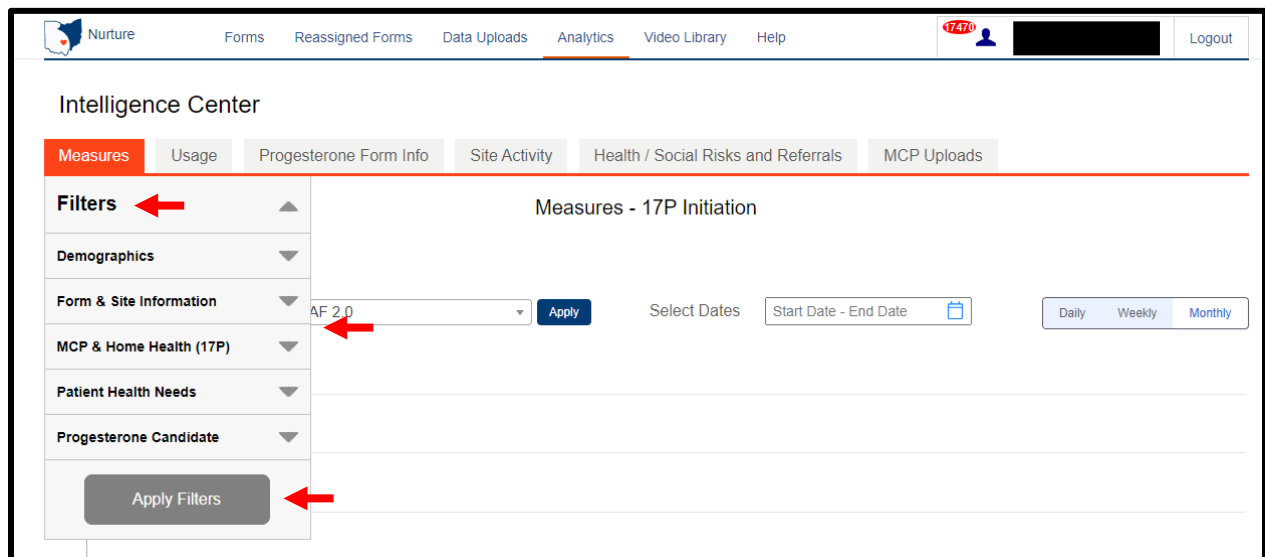 Nurture Forms Reassigned Forms Data Uploads Analytics Video Library Help 17470 Logout
Intelligence Center
Measures Usage Progesterone Form Info Site Activity Health / Social Risks and Referrals MCP Uploads
Filters
Measures - 17P Initiation
Demographics
Form & Site Information
AF 2.0 Apply Select Dates Start Date - End Date Daily Weekly Monthly
MCP & Home Health (17P)
Patient Health Needs
Progesterone Candidate
Apply Filters